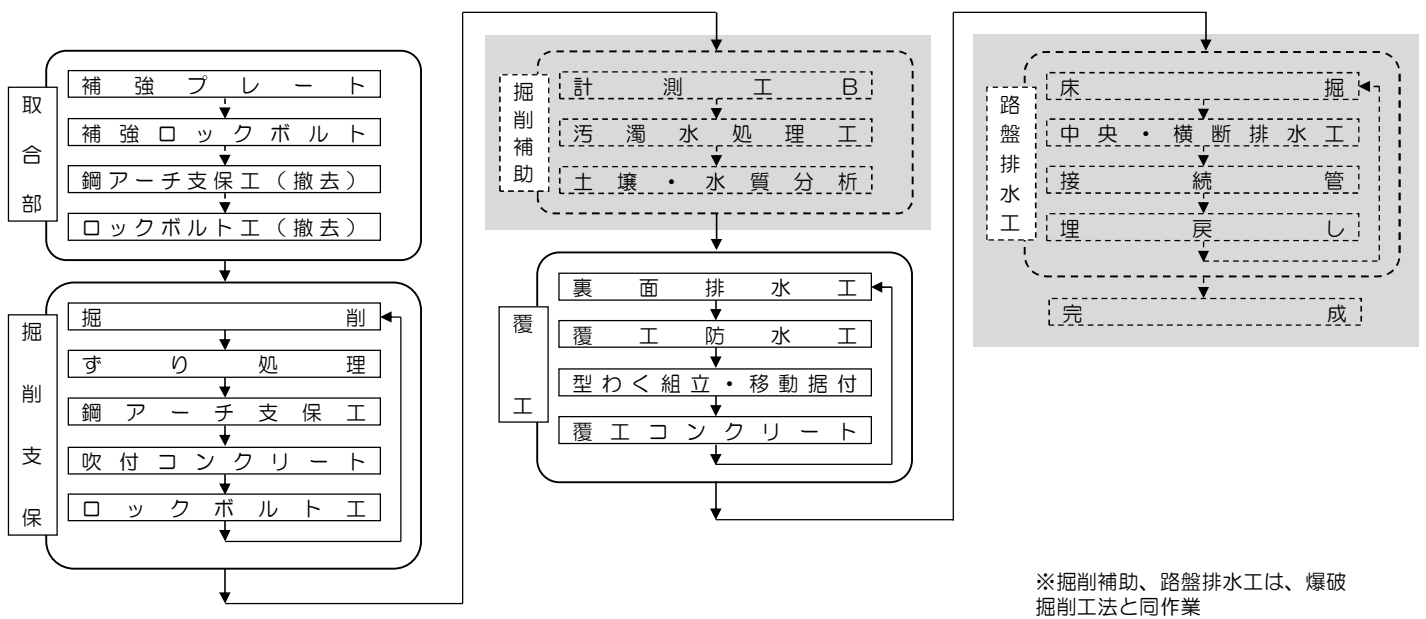 取合部
補強プレート
補強ロックボルト
鋼アーチ支保工（撤去）
ロックボルト工（撤去）
掘削支保
掘削
ずり処理
鋼アーチ支保工
吹付コンクリート
ロックボルト工
掘削補助
計測工B
汚濁水処理工
土壌・水質分析
覆工
裏面排水工
覆工防水工
型わく組立・移動据付
覆工コンクリート
路盤排水工
床掘
中央・横断排水工
接続管
埋戻し
完成
※掘削補助、路盤排水工は、爆破
掘削工法と同作業